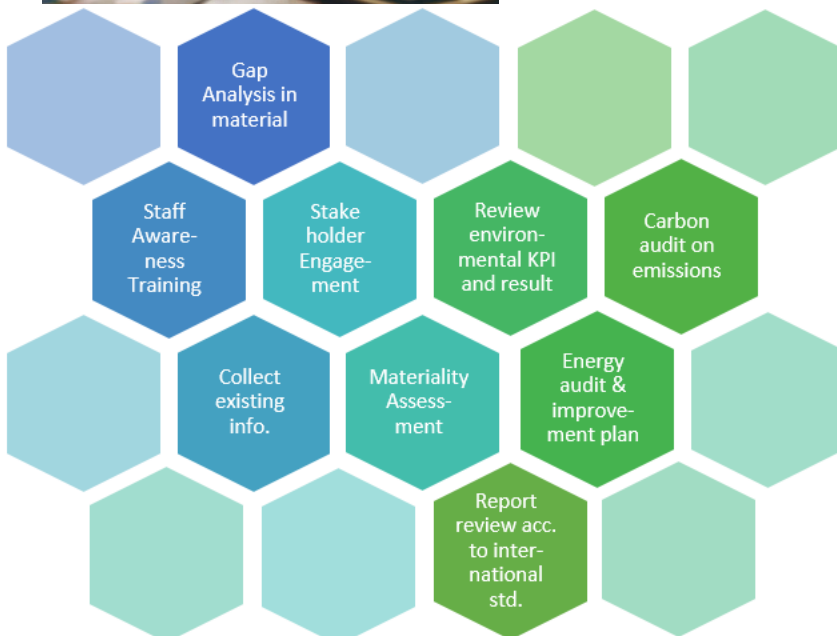 Gap
Analysis in
material
Staff
Aware-
ness
Training
Stake
holder
Engage-
ment
Review
environ-
mental KPI
and result
Carbon
audit on
emissions
Collect
existing
info.
Materiality
Assess-
ment
Energy
audit &
improve-
ment plan
Report
review acc.
to inter-
national
std.